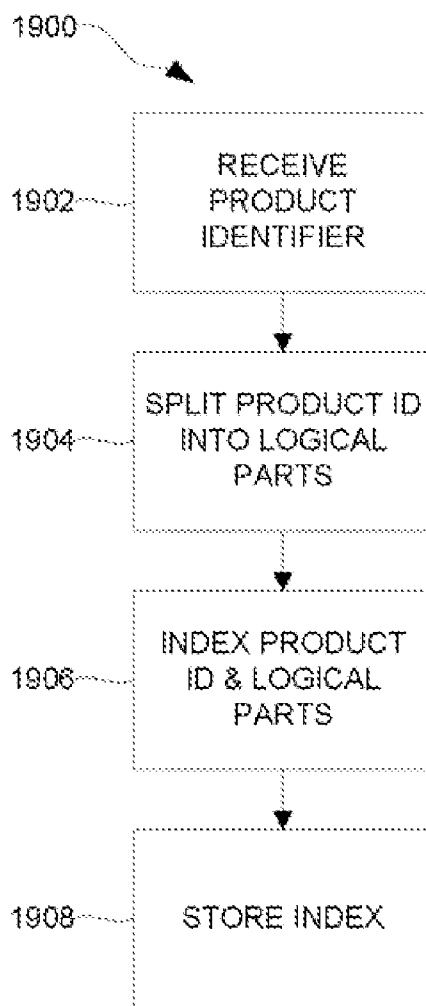 1900
1902
RECEIVE
PRODUCT
IDENTIFIER
1904
SPLIT PRODUCT ID
INTO LOGICAL
PARTS
1906
INDEX PRODUCT
ID & LOGICAL
PARTS
1908
STORE INDEX